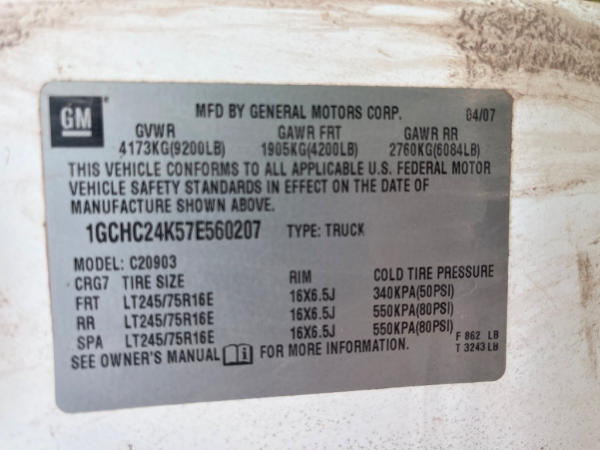 GM
MFD BY GENERAL MOTORS CORP. 04/07
GVWR GAWR FRT GAWR RR
4173KG(9200LB) 1905KG(4200LB) 2760KG(6084LB)
THIS VEHICLE CONFORMS TO ALL APPLICABLE U.S. FEDERAL MOTOR
VEHICLE SAFETY STANDARDS IN EFFECT ON THE DATE OF
MANUFACTURE SHOWN ABOVE.
1GCHC24K57E560207 TYPE: TRUCK
MODEL: C20903
CRG7 TIRE SIZE RIM COLD TIRE PRESSURE
FRT LT245/75R16E 16X6.5J 340KPA(50PSI)
RR LT245/75R16E 16X6.5J 550KPA(80PSI)
SPA LT245/75R16E 16X6.5J 550KPA(80PSI)
SEE OWNER'S MANUAL i FOR MORE INFORMATION.
F 862 LB
T 3243 LB